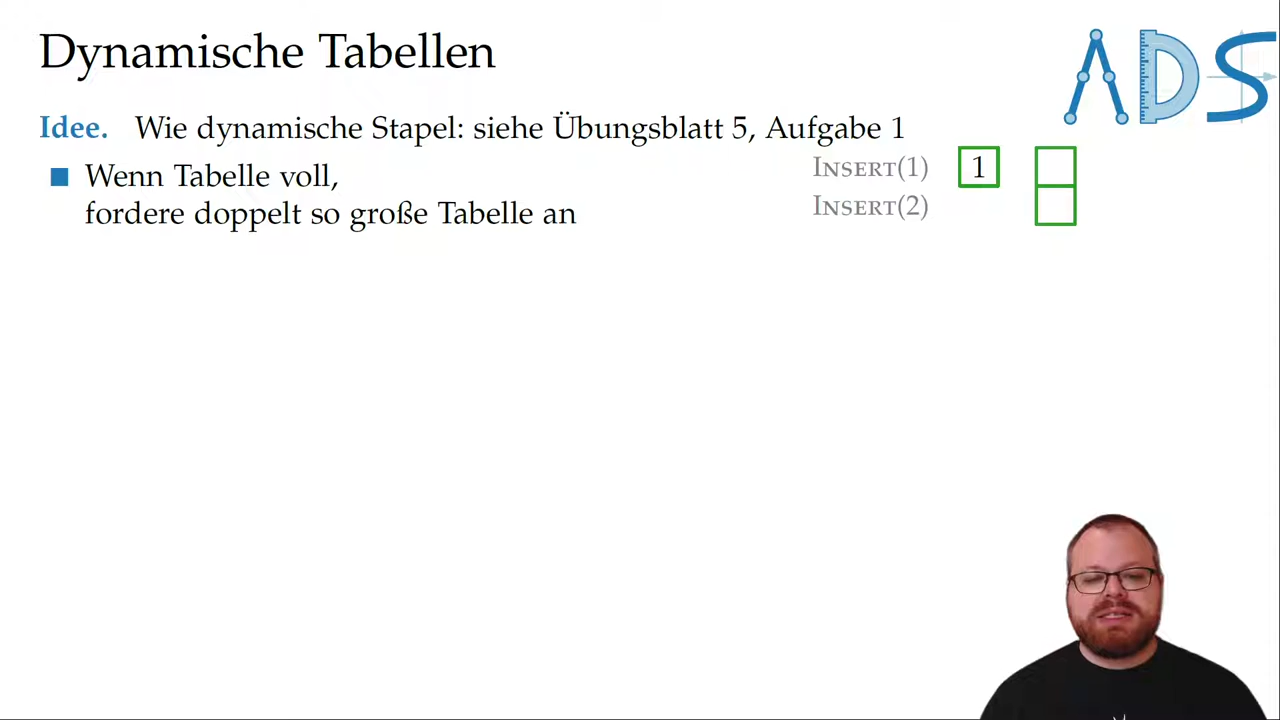 Dynamische Tabellen
ADS
Idee. Wie dynamische Stapel: siehe Übungsblatt 5, Aufgabe 1
■ Wenn Tabelle voll,
fordere doppelt so große Tabelle an
INSERT(1) 1
INSERT(2)